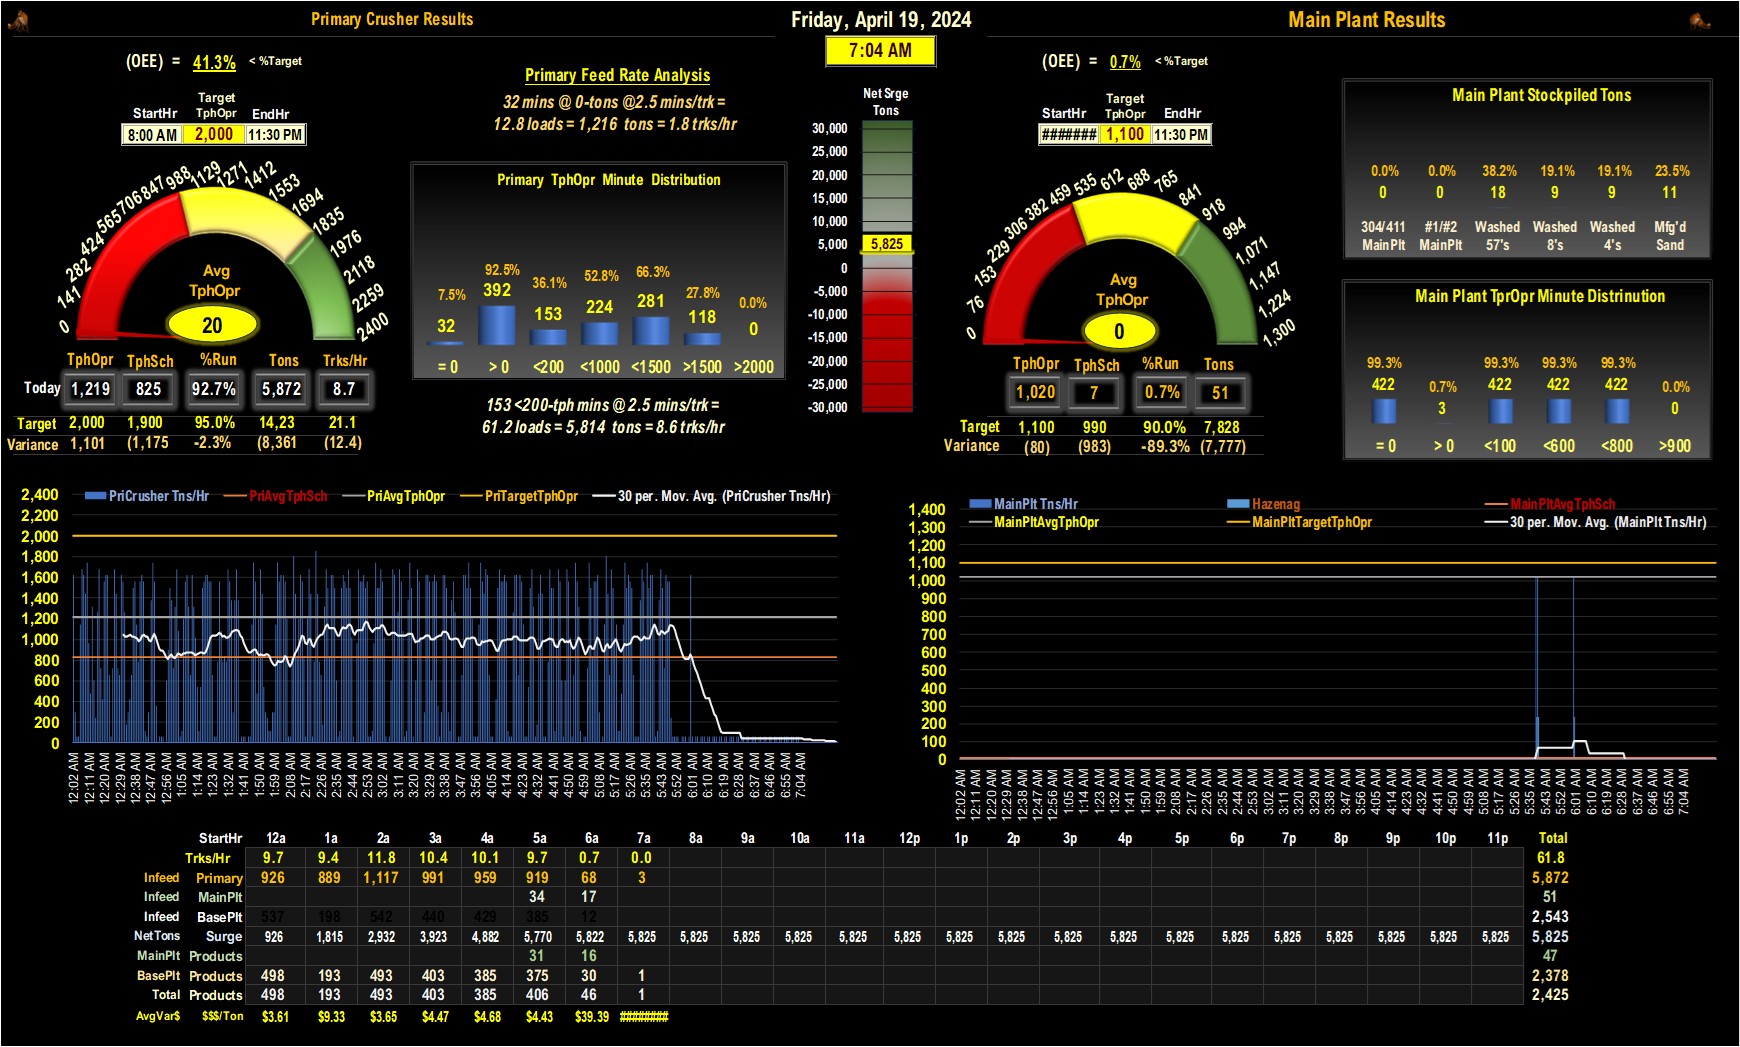 Primary Crusher Results
Friday, April 19, 2024
Main Plant Results
7:04 AM
(OEE) = 41.3% < %Target
StartHr Target TphOpr EndHr
8:00 AM 2,000 11:30 PM
0 141 282 424 565 706 847 988 1129 1271 1412 1553 1694 1835 1976 2118 2259 2400
Avg
TphOpr
20
TphOpr TphSch %Run Tons Trks/Hr
Today 1,219 825 92.7% 5,872 8.7
Target 2,000 1,900 95.0% 14,23 21.1
Variance 1,101 (1,175 -2.3% (8,361 (12.4)
Primary Feed Rate Analysis
32 mins @ 0-tons @2.5 mins/trk =
12.8 loads = 1,216 tons = 1.8 trks/hr
Primary TphOpr Minute Distribution
7.5% 92.5% 36.1% 52.8% 66.3% 27.8% 0.0%
32 392 153 224 281 118 0
= 0 > 0 <200 <1000 <1500 >1500 >2000
153 <200-tph mins @ 2.5 mins/trk =
61.2 loads = 5,814 tons = 8.6 trks/hr
Net Srge
Tons
30,000
25,000
20,000
15,000
10,000
5,000
5,825
0
-5,000
-10,000
-15,000
-20,000
-25,000
-30,000
(OEE) = 0.7% < %Target
StartHr Target TphOpr EndHr
####### 1,100 11:30 PM
0 76 153 229 306 382 459 535 612 688 765 841 918 994 1,071 1,147 1,224 1,300
Avg
TphOpr
0
TphOpr TphSch %Run Tons
1,020 7 0.7% 51
Target 1,100 990 90.0% 7,828
Variance (80) (983) -89.3% (7,777)
Main Plant Stockpiled Tons
0.0% 0.0% 38.2% 19.1% 19.1% 23.5%
0 0 18 9 9 11
304/411 #1/#2 Washed Washed Washed Mfg'd
MainPlt MainPlt 57's 8's 4's Sand
Main Plant TprOpr Minute Distrinution
99.3% 0.7% 99.3% 99.3% 99.3% 0.0%
422 3 422 422 422 0
= 0 > 0 <100 <600 <800 >900
PriCrusher Tns/Hr PriAvgTphSch PriAvgTphOpr PriTargetTphOpr 30 per. Mov. Avg. (PriCrusher Tns/Hr)
2,400
2,200
2,000
1,800
1,600
1,400
1,200
1,000
800
600
400
200
0
12:02 AM 12:11 AM 12:20 AM 12:29 AM 12:38 AM 12:47 AM 12:56 AM 1:05 AM 1:14 AM 1:23 AM 1:32 AM 1:41 AM 1:50 AM 1:59 AM 2:08 AM 2:17 AM 2:26 AM 2:35 AM 2:44 AM 2:53 AM 3:02 AM 3:11 AM 3:20 AM 3:29 AM 3:38 AM 3:47 AM 3:56 AM 4:05 AM 4:14 AM 4:23 AM 4:32 AM 4:41 AM 4:50 AM 4:59 AM 5:08 AM 5:17 AM 5:26 AM 5:35 AM 5:43 AM 5:52 AM 6:01 AM 6:10 AM 6:19 AM 6:28 AM 6:37 AM 6:46 AM 6:55 AM 7:04 AM
MainPlt Tns/Hr Hazenag MainPltAvgTphSch
MainPltAvgTphOpr MainPltTargetTphOpr 30 per. Mov. Avg. (MainPlt Tns/Hr)
1,400
1,300
1,200
1,100
1,000
900
800
700
600
500
400
300
200
100
0
12:02 AM 12:11 AM 12:20 AM 12:29 AM 12:38 AM 12:47 AM 12:56 AM 1:05 AM 1:14 AM 1:23 AM 1:32 AM 1:41 AM 1:50 AM 1:59 AM 2:08 AM 2:17 AM 2:26 AM 2:35 AM 2:44 AM 2:53 AM 3:02 AM 3:11 AM 3:20 AM 3:29 AM 3:38 AM 3:47 AM 3:56 AM 4:05 AM 4:14 AM 4:23 AM 4:32 AM 4:41 AM 4:50 AM 4:59 AM 5:08 AM 5:17 AM 5:26 AM 5:35 AM 5:43 AM 5:52 AM 6:01 AM 6:10 AM 6:19 AM 6:28 AM 6:37 AM 6:46 AM 6:55 AM 7:04 AM
StartHr 12a 1a 2a 3a 4a 5a 6a 7a 8a 9a 10a 11a 12p 1p 2p 3p 4p 5p 6p 7p 8p 9p 10p 11p Total
Trks/Hr 9.7 9.4 11.8 10.4 10.1 9.7 0.7 0.0 61.8
Infeed Primary 926 889 1,117 991 959 919 68 3 5,872
Infeed MainPlt 34 17 51
Infeed BasePlt 537 198 542 440 429 385 12 2,543
NetTons Surge 926 1,815 2,932 3,923 4,882 5,770 5,822 5,825 5,825 5,825 5,825 5,825 5,825 5,825 5,825 5,825 5,825 5,825 5,825 5,825 5,825 5,825 5,825 5,825 5,825
MainPlt Products 31 16 47
BasePlt Products 498 193 493 403 385 375 30 1 2,378
Total Products 498 193 493 403 385 406 46 1 2,425
AvgVar$ $$$/Ton $3.61 $9.33 $3.65 $4.47 $4.68 $4.43 $39.39 ########